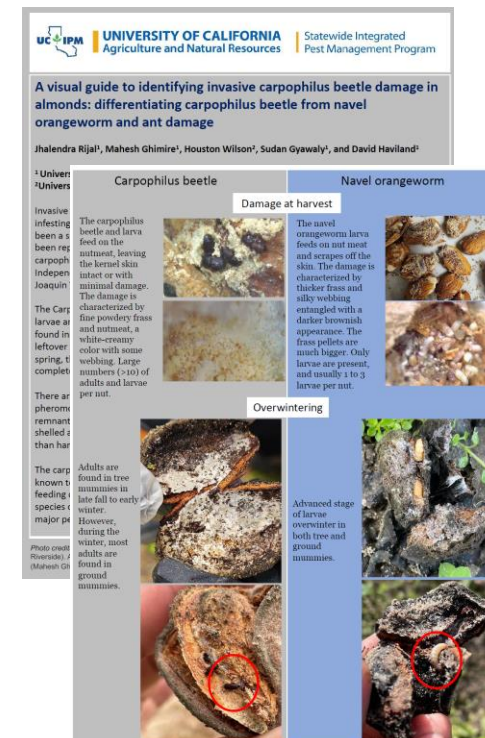 UC IPM
UNIVERSITY OF CALIFORNIA
Agriculture and Natural Resources
Statewide Integrated
Pest Management Program
A visual guide to identifying invasive carpophilus beetle damage in
almonds: differentiating carpophilus beetle from navel
orangeworm and ant damage
Jhalendra Rijal¹, Mahesh Ghimire¹, Houston Wilson², Sudan Gyawaly¹, and David Haviland¹
Invasive
infesting
been a s
been rep
carpoph
Indepen
Joaquin
The Carp
larvae a
found in
leftover
spring, t
complet
There ar
pheromo
remnant
shelled a
than har
The carp
known to
feeding
species
major pe
Photo credit
Riverside). A
(Mahesh Gh
Carpophilus beetle
Navel orangeworm
Damage at harvest
The carpophilus
beetle and larva
feed on the
nutmeat, leaving
the kernel skin
intact or with
minimal damage.
The damage is
characterized by
fine powdery frass
and nutmeat, a
white-creamy
color with some
webbing. Large
numbers (>10) of
adults and larvae
per nut.
The navel
orangeworm larva
feeds on nut meat
and scrapes off the
skin. The damage is
characterized by
thicker frass and
silky webbing
entangled with a
darker brownish
appearance. The
frass pellets are
much bigger. Only
larvae are present,
and usually 1 to 3
larvae per nut.
Overwintering
Adults are
found in tree
mummies in
late fall to early
winter.
However,
during the
winter, most
adults are
found in
ground
mummies.
Advanced stage
of larvae
overwinter in
both tree and
ground
mummies.